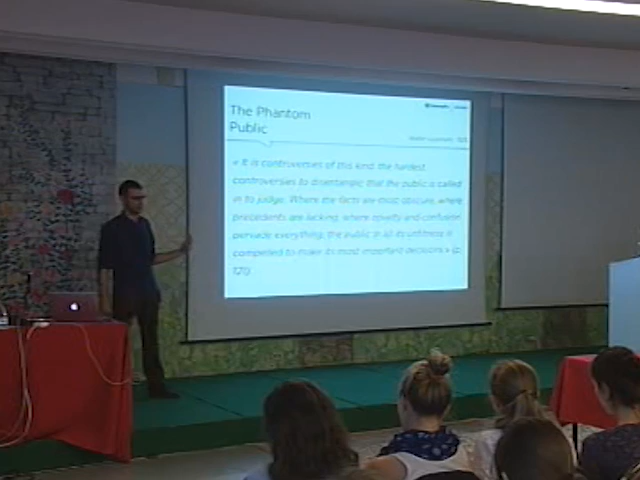 The Phantom
Public
« It is controversies of this kind, the hardest
controversies to disentangle, that the public is called
in to judge. Where the facts are most obscure, where
precedents are lacking, where novelty and confusion
pervade everything, the public in all its unfitness is
compelled to make its most important decisions » (p.
121)